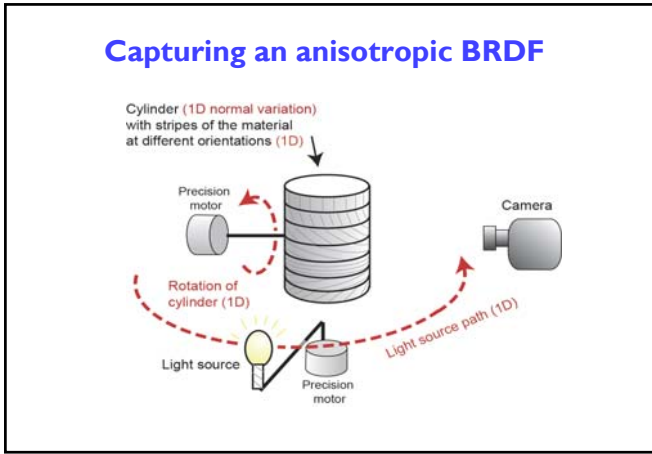 Capturing an anisotropic BRDF
Cylinder (1D normal variation)
with stripes of the material
at different orientations (1D)
Precision
motor
Camera
Rotation of
cylinder (1D)
Light source path (1D)
Light source
Precision
motor